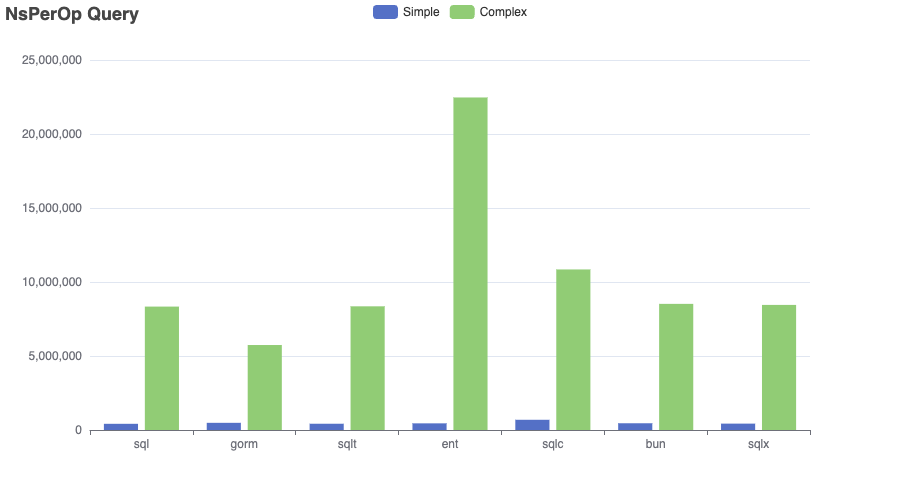 NsPerOp Query
Simple Complex
25,000,000
20,000,000
15,000,000
10,000,000
5,000,000
0
sql gorm sqlt ent sqlc bun sqlx